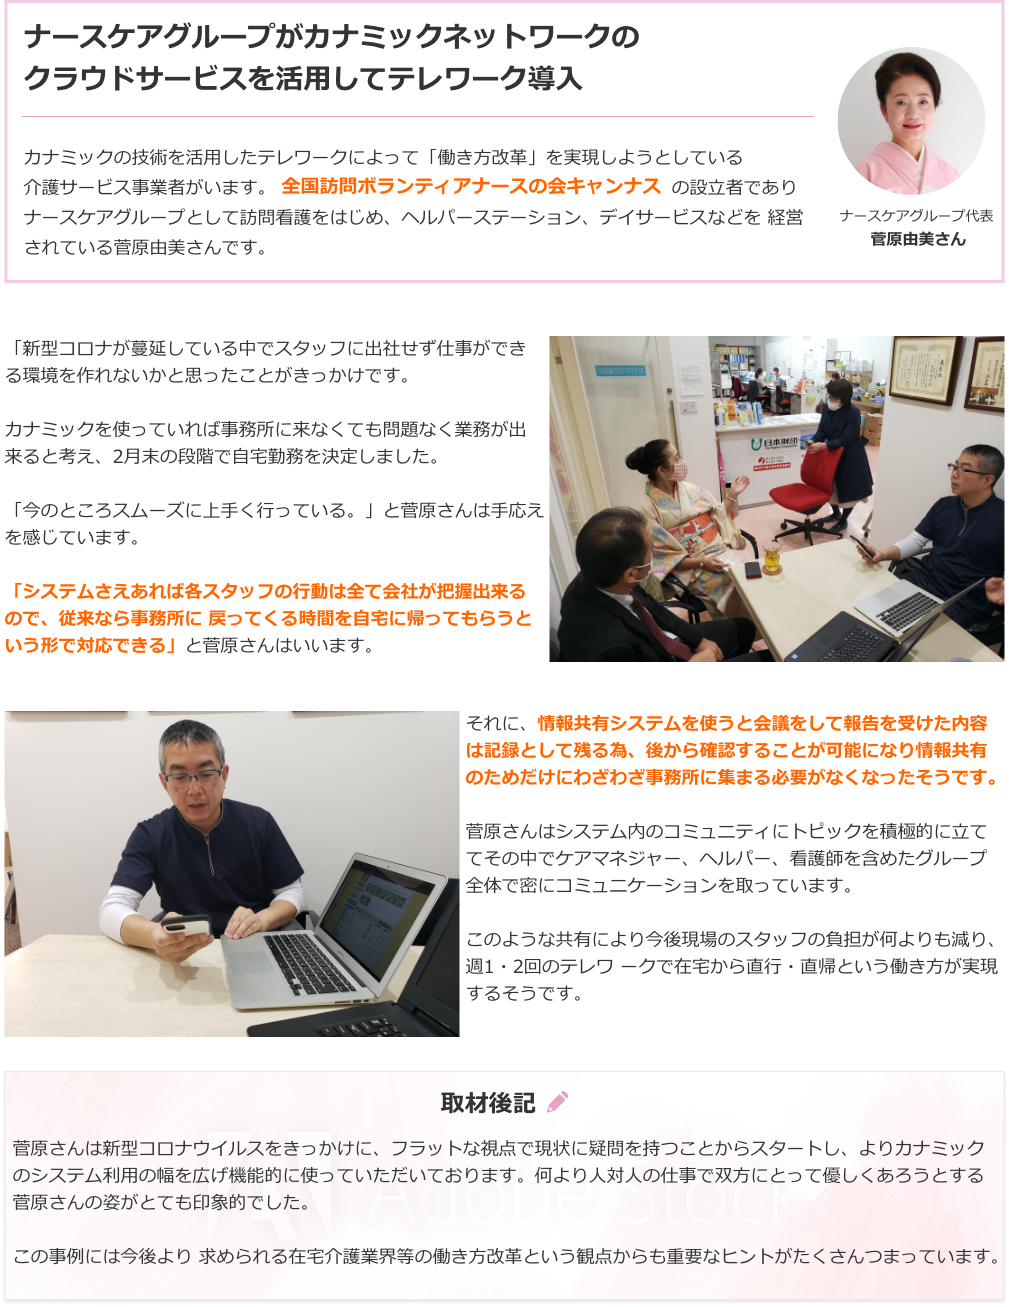 ナースケアグループがカナミックネットワークの
クラウドサービスを活用してテレワーク導入
カナミックの技術を活用したテレワークによって「働き方改革」を実現しようとしている
介護サービス事業者がいます。 全国訪問ボランティアナースの会キャンナス の設立者であり
ナースケアグループとして訪問看護をはじめ、ヘルパーステーション、デイサービスなどを 経営
されている菅原由美さんです。
ナースケアグループ代表
菅原由美さん
「新型コロナが蔓延している中でスタッフに出社せず仕事ができ
る環境を作れないかと思ったことがきっかけです。
カナミックを使っていれば事務所に来なくても問題なく業務が出
来ると考え、2月末の段階で自宅勤務を決定しました。
「今のところスムーズに上手く行っている。」と菅原さんは手応え
を感じています。
「システムさえあれば各スタッフの行動は全て会社が把握出来る
ので、従来なら事務所に 戻ってくる時間を自宅に帰ってもらうと
いう形で対応できる」と菅原さんはいいます。
日本財団
それに、情報共有システムを使うと会議をして報告を受けた内容
は記録として残る為、後から確認することが可能になり情報共有
のためだけにわざわざ事務所に集まる必要がなくなったそうです。
菅原さんはシステム内のコミュニティにトピックを積極的に立て
てその中でケアマネジャー、ヘルパー、看護師を含めたグループ
全体で密にコミュニケーションを取っています。
このような共有により今後現場のスタッフの負担が何よりも減り、
週1・2回のテレワ ークで在宅から直行・直帰という働き方が実現
するそうです。
取材後記
菅原さんは新型コロナウイルスをきっかけに、フラットな視点で現状に疑問を持つことからスタートし、よりカナミック
のシステム利用の幅を広げ機能的に使っていただいております。何より人対人の仕事で双方にとって優しくあろうとする
菅原さんの姿がとても印象的でした。
Adobe Stock
この事例には今後より 求められる在宅介護業界等の働き方改革という観点からも重要なヒントがたくさんつまっています。